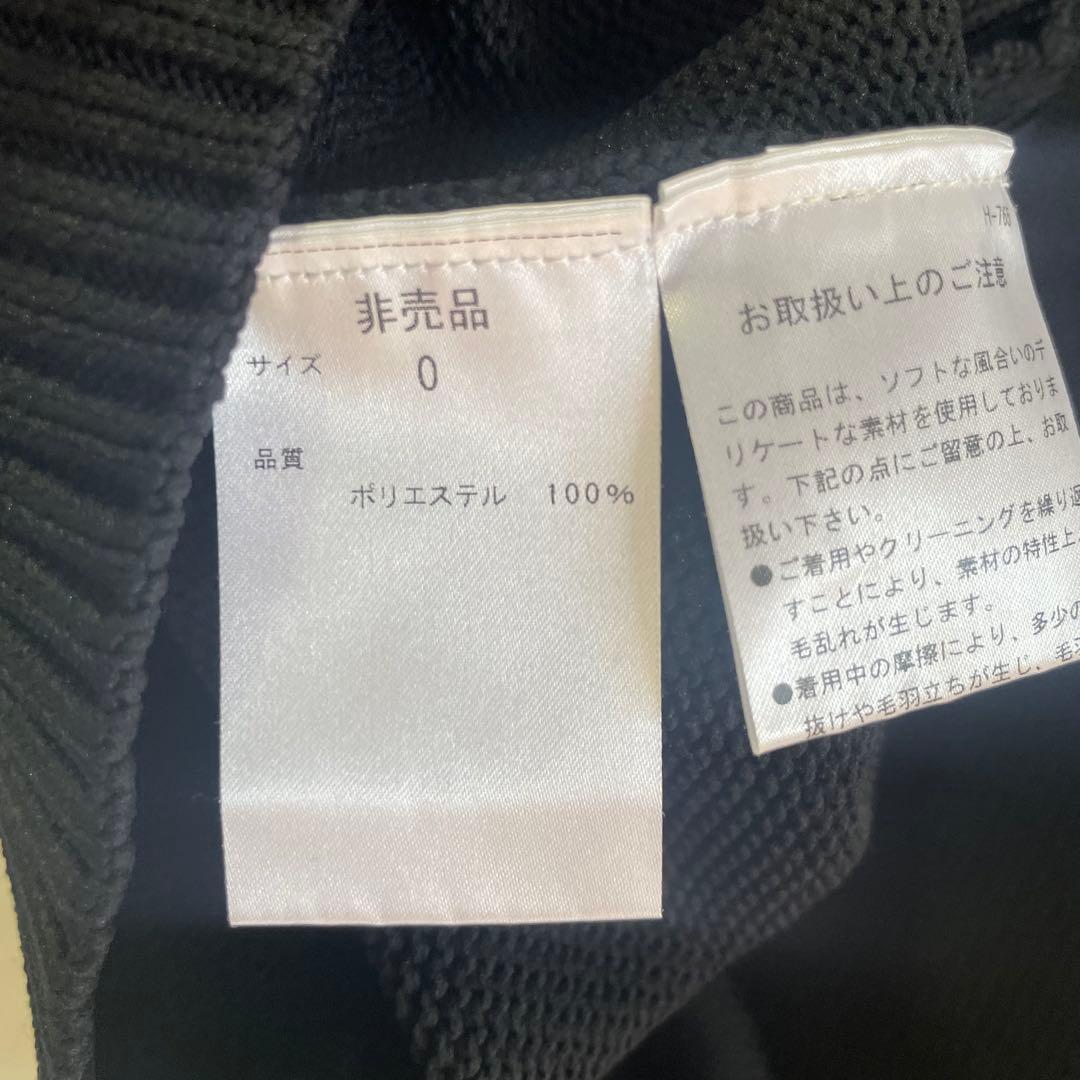 非売品
サイズ 0
品質
ポリエステル 100%
H-765
お取扱い上のご注意
この商品は、ソフトな風合いのデ
リケートな素材を使用しておりま
す。下記の点にご留意の上、お取
扱い下さい。
●ご着用やクリーニングを繰り返
すことにより、素材の特性上、
毛乱れが生じます。
●着用中の摩擦により、多少の
抜けや毛羽立ちが生じ、毛羽